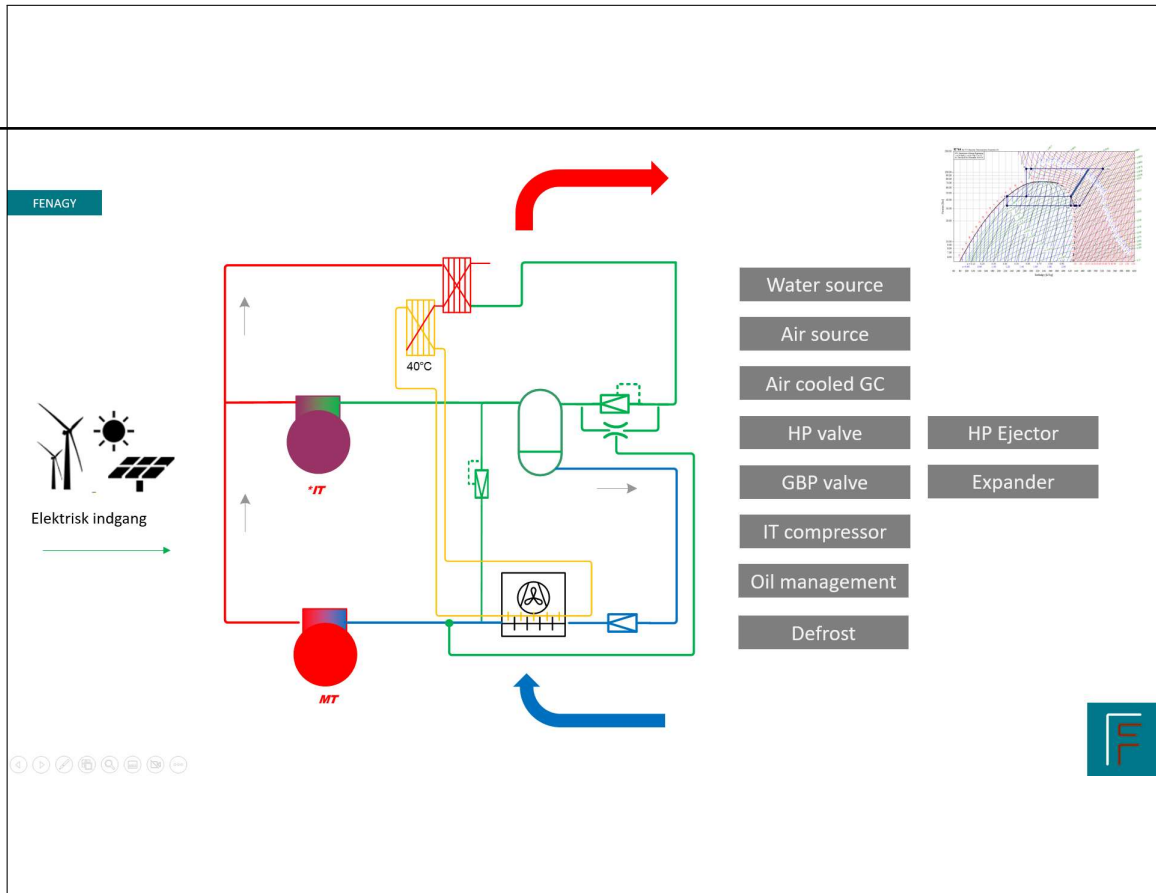 FENAGY
Water source
Air source
40°C
Air cooled GC
HP valve
HP Ejector
GBP valve
Expander
*IT
Elektrisk indgang
IT compressor
Oil management
Defrost
MT